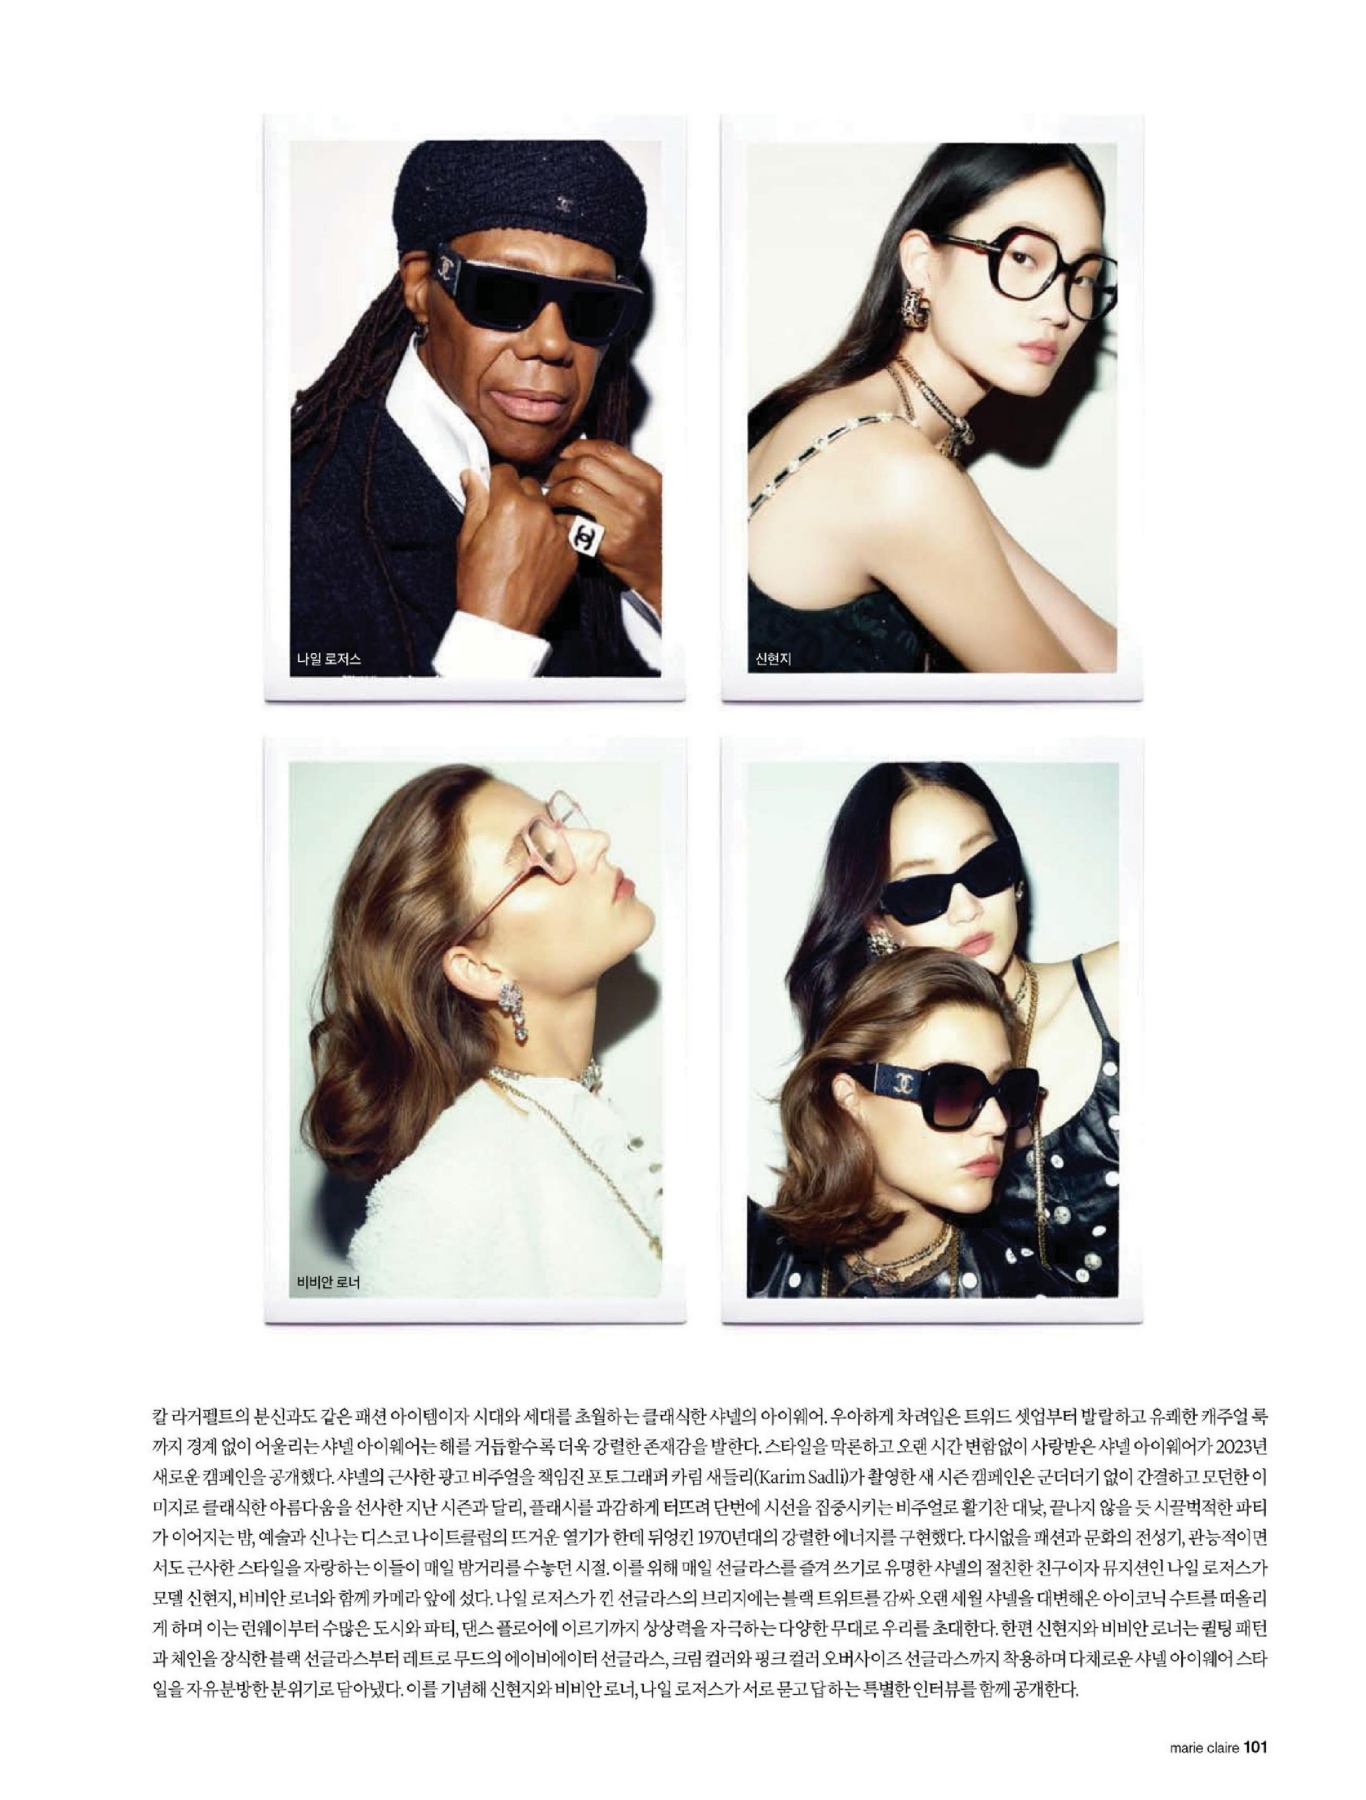 나일 로저스
신현지
비비안 로너
칼 라거펠트의 분신과도 같은 패션 아이템이자 시대와 세대를 초월하는 클래식한 샤넬의 아이웨어. 우아하게 차려입은 트위드 셋업부터 발랄하고 유쾌한 캐주얼 룩
까지 경계 없이 어울리는 샤넬 아이웨어는 해를 거듭할수록 더욱 강렬한 존재감을 발한다. 스타일을 막론하고 오랜 시간 변함없이 사랑받은 샤넬 아이웨어가 2023년
새로운 캠페인을 공개했다. 샤넬의 근사한 광고 비주얼을 책임진 포토그래퍼 카림 새들리(Karim Sadli)가 촬영한 새 시즌 캠페인은 군더더기 없이 간결하고 모던한 이
미지로 클래식한 아름다움을 선사한 지난 시즌과 달리, 플래시를 과감하게 터뜨려 단번에 시선을 집중시키는 비주얼로 활기찬 대낮, 끝나지 않을 듯 시끌벅적한 파티
가 이어지는 밤, 예술과 신나는 디스코 나이트클럽의 뜨거운 열기가 한데 뒤엉킨 1970년대의 강렬한 에너지를 구현했다. 다시없을 패션과 문화의 전성기, 관능적이면
서도 근사한 스타일을 자랑하는 이들이 매일 밤거리를 수놓던 시절. 이를 위해 매일 선글라스를 즐겨 쓰기로 유명한 샤넬의 절친한 친구이자 뮤지션인 나일 로저스가
모델 신현지, 비비안 로너와 함께 카메라 앞에 섰다. 나일 로저스가 낀 선글라스의 브리지에는 블랙 트위드를 감싸 오랜 세월 샤넬을 대변해온 아이코닉 수트를 떠올리
게 하며 이는 런웨이부터 수많은 도시와 파티, 댄스 플로어에 이르기까지 상상력을 자극하는 다양한 무대로 우리를 초대한다. 한편 신현지와 비비안 로너는 퀼팅 패턴
과 체인을 장식한 블랙 선글라스부터 레트로 무드의 에이비에이터 선글라스, 크림 컬러와 핑크 컬러 오버사이즈 선글라스까지 착용하며 다채로운 샤넬 아이웨어 스타
일을 자유분방한 분위기로 담아냈다. 이를 기념해 신현지와 비비안 로너, 나일 로저스가 서로 묻고 답하는 특별한 인터뷰를 함께 공개한다.
marie claire 101